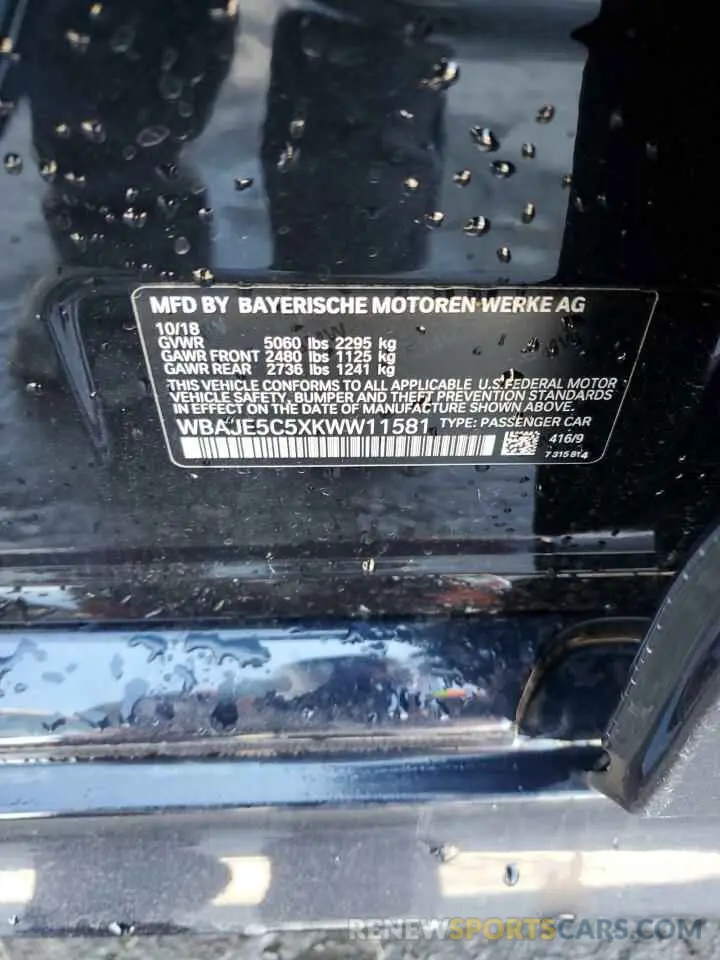 MFD BY BAYERISCHE MOTOREN WERKE AG
10/18
GVWR 5060 lbs 2295 kg
GAWR FRONT 2480 lbs 1125 kg
GAWR REAR 2736 lbs 1241 kg
THIS VEHICLE CONFORMS TO ALL APPLICABLE U.S. FEDERAL MOTOR
VEHICLE SAFETY, BUMPER AND THEFT PREVENTION STANDARDS
IN EFFECT ON THE DATE OF MANUFACTURE SHOWN ABOVE.
WBAJE5C5XKWW11581 TYPE: PASSENGER CAR
416/9
7 315 814
RENEWSPORTSCARS.COM